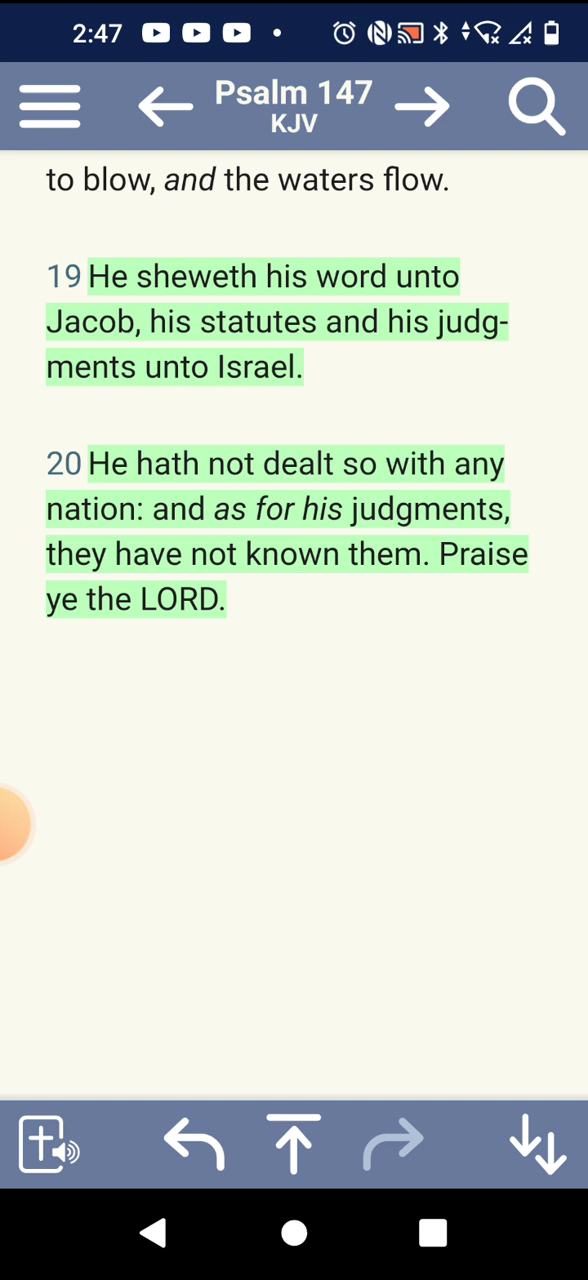 2:47
Psalm 147
KJV
to blow, and the waters flow.
19 He sheweth his word unto
Jacob, his statutes and his judg-
ments unto Israel.
20 He hath not dealt so with any
nation: and as for his judgments,
they have not known them. Praise
ye the LORD.